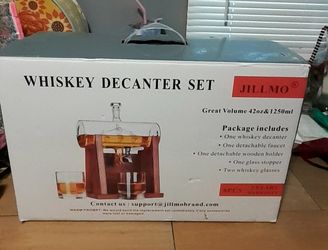 WHISKEY DECANTER SET
JILLMO®
Great Volume 42oz&1250ml
Package includes
• One whiskey decanter
• One detachable faucet
• One detachable wooden holder
• One glass stopper
• Two whiskey glasses
Contact us : support@jillmobrand.com